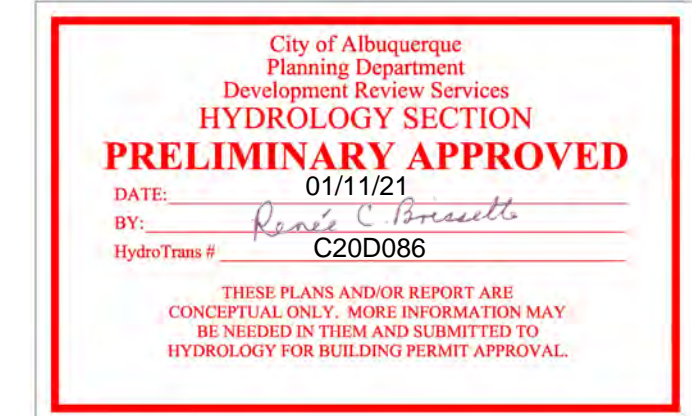 City of Albuquerque
Planning Department
Development Review Services
HYDROLOGY SECTION
PRELIMINARY APPROVED
DATE: 01/11/21
BY: Renée C. Brissette
HydroTrans # C20D086
THESE PLANS AND/OR REPORT ARE
CONCEPTUAL ONLY. MORE INFORMATION MAY
BE NEEDED IN THEM AND SUBMITTED TO
HYDROLOGY FOR BUILDING PERMIT APPROVAL.